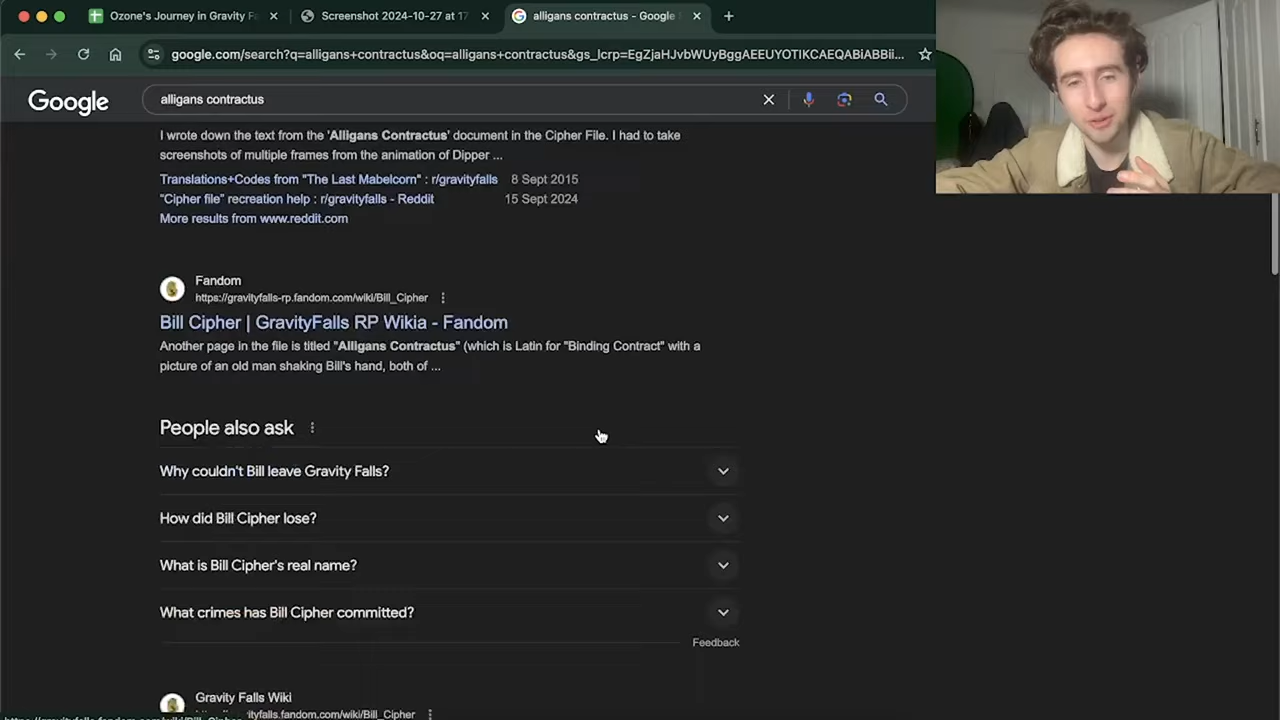 Ozone's Journey in Gravity F
Screenshot 2024-10-27 at 17
alligans contractus - Google
google.com/search?q=alligans+contractus&oq=alligans+contractus&gs_lcrp=EgZjaHJvbWUyBggAEEUYOTIKCAEQABiABBii...
Google
alligans contractus
I wrote down the text from the 'Alligans Contractus' document in the Cipher File. I had to take
screenshots of multiple frames from the animation of Dipper ...
Translations+Codes from "The Last Mabelcorn" : r/gravityfalls 8 Sept 2015
"Cipher file" recreation help : r/gravityfalls - Reddit 15 Sept 2024
More results from www.reddit.com
Fandom
https://gravityfalls-rp.fandom.com/wiki/Bill_Cipher
Bill Cipher | GravityFalls RP Wikia - Fandom
Another page in the file is titled "Alligans Contractus" (which is Latin for "Binding Contract" with a
picture of an old man shaking Bill's hand, both of ...
People also ask
Why couldn't Bill leave Gravity Falls?
How did Bill Cipher lose?
What is Bill Cipher's real name?
What crimes has Bill Cipher committed?
Feedback
Gravity Falls Wiki
ityfalls.fandom.com/wiki/Bill_Cipher